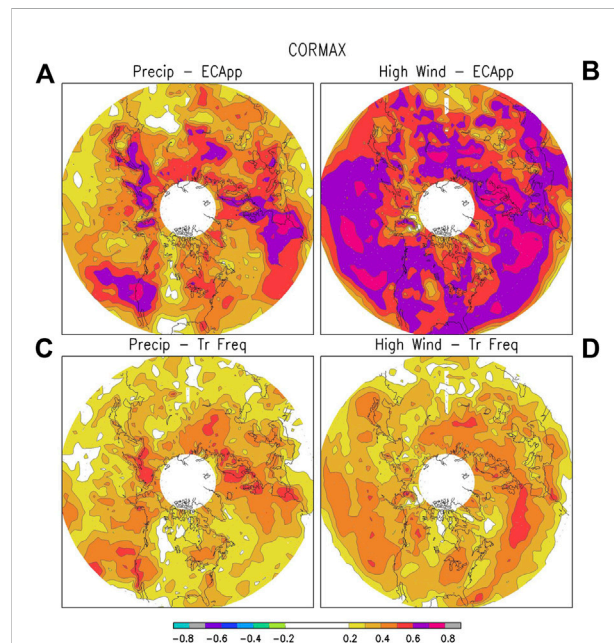 CORMAX
A Precip - ECApp High Wind - ECApp B
C Precip - Tr Freq High Wind - Tr Freq D
-0.8 -0.6 -0.4 -0.2 0.2 0.4 0.6 0.8